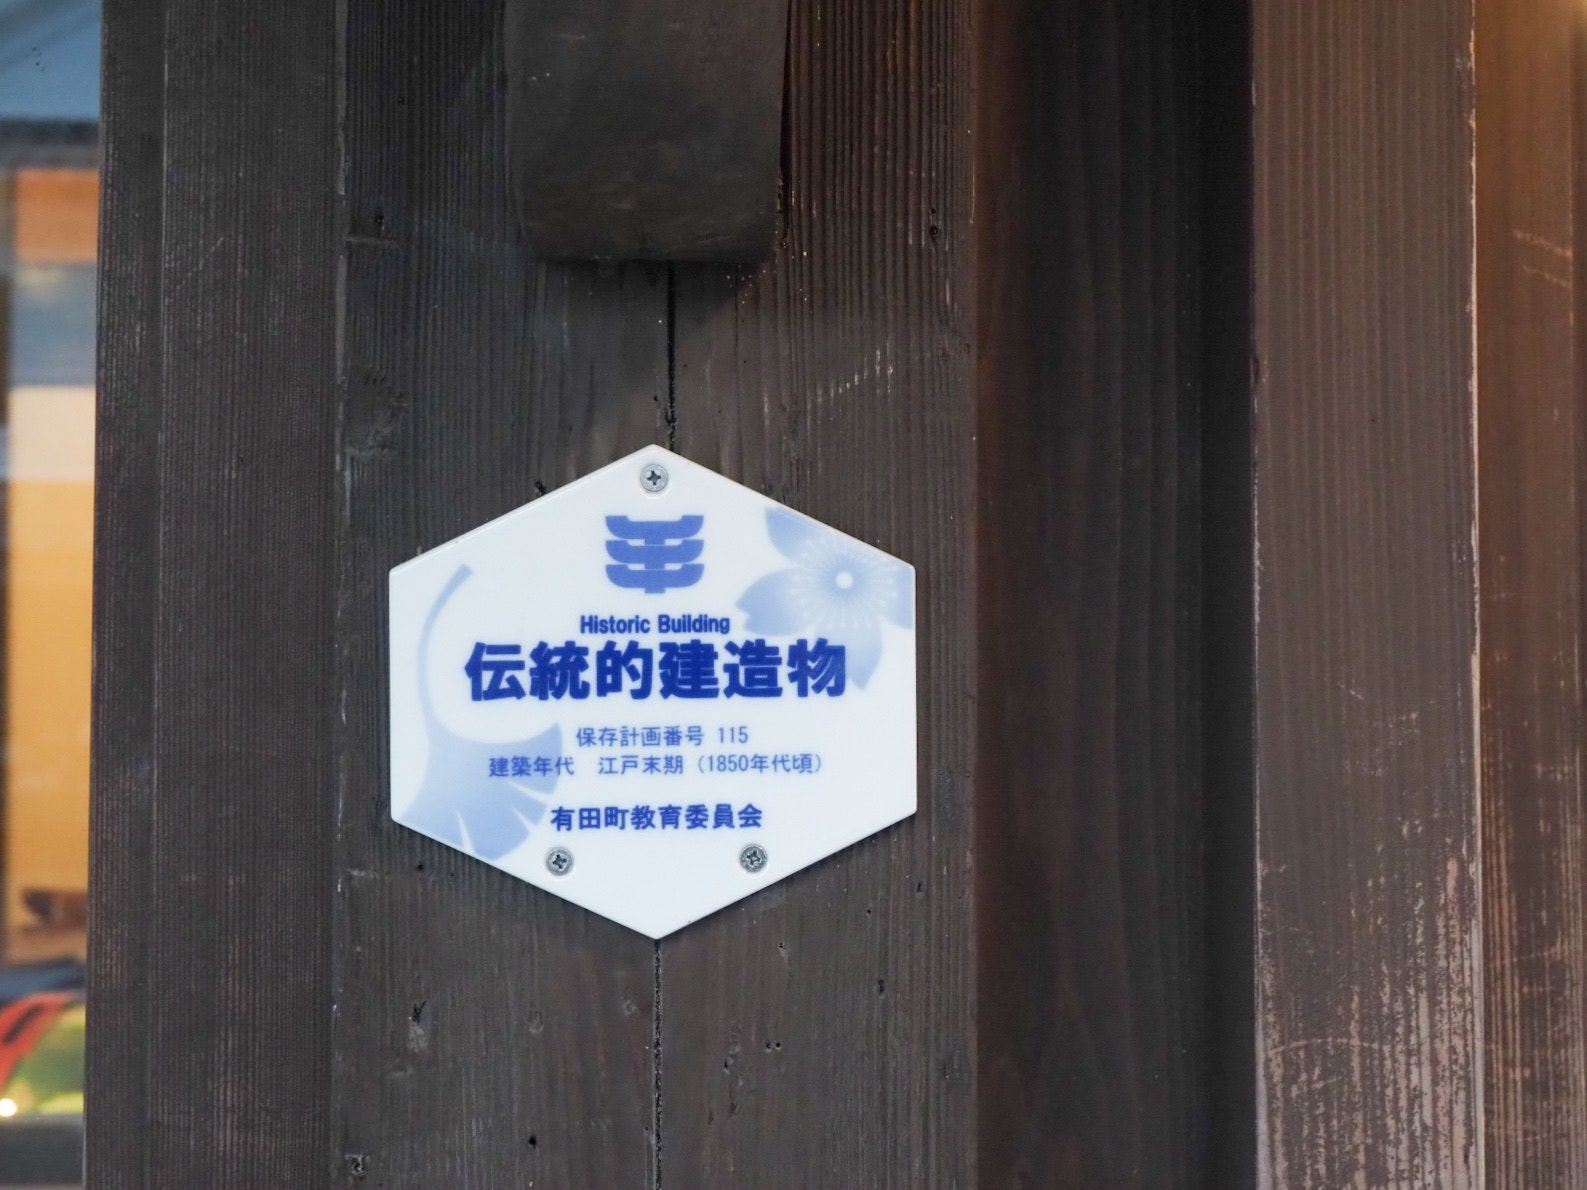 Historic Building
伝統的建造物
保存計画番号 115
建築年代　江戸末期（1850年代頃）
有田町教育委員会